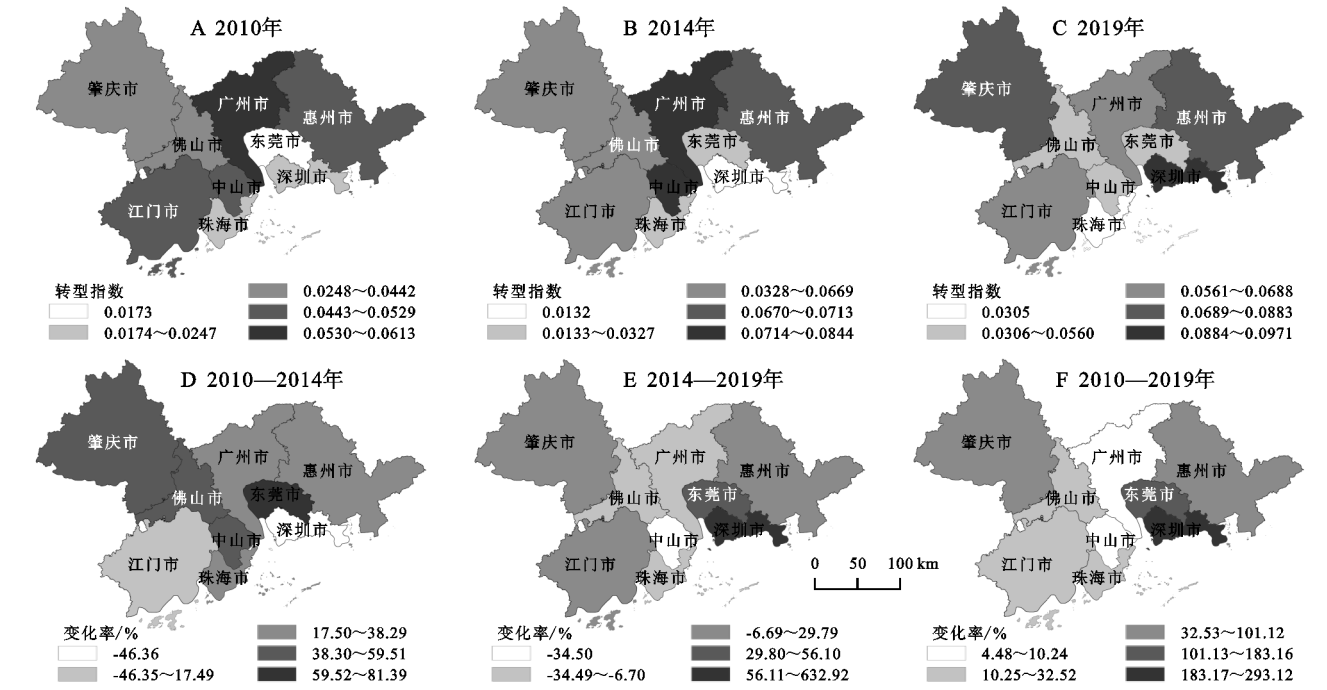 A 2010年
肇庆市
广州市
惠州市
佛山市
东莞市
中山市
深圳市
江门市
珠海市
转型指数
0.0173
0.0174～0.0247
0.0248～0.0442
0.0443～0.0529
0.0530～0.0613
B 2014年
肇庆市
广州市
惠州市
佛山市
东莞市
中山市
深圳市
江门市
珠海市
转型指数
0.0132
0.0133～0.0327
0.0328～0.0669
0.0670～0.0713
0.0714～0.0844
C 2019年
肇庆市
广州市
惠州市
佛山市
东莞市
中山市
深圳市
江门市
珠海市
转型指数
0.0305
0.0306～0.0560
0.0561～0.0688
0.0689～0.0883
0.0884～0.0971
D 2010—2014年
肇庆市
广州市
惠州市
佛山市
东莞市
中山市
深圳市
江门市
珠海市
变化率/%
-46.36
-46.35～17.49
17.50～38.29
38.30～59.51
59.52～81.39
E 2014—2019年
肇庆市
广州市
惠州市
佛山市
东莞市
中山市
深圳市
江门市
珠海市
0 50 100 km
变化率/%
-34.50
-34.49～-6.70
-6.69～29.79
29.80～56.10
56.11～632.92
F 2010—2019年
肇庆市
广州市
惠州市
佛山市
东莞市
中山市
深圳市
江门市
珠海市
变化率/%
4.48～10.24
10.25～32.52
32.53～101.12
101.13～183.16
183.17～293.12